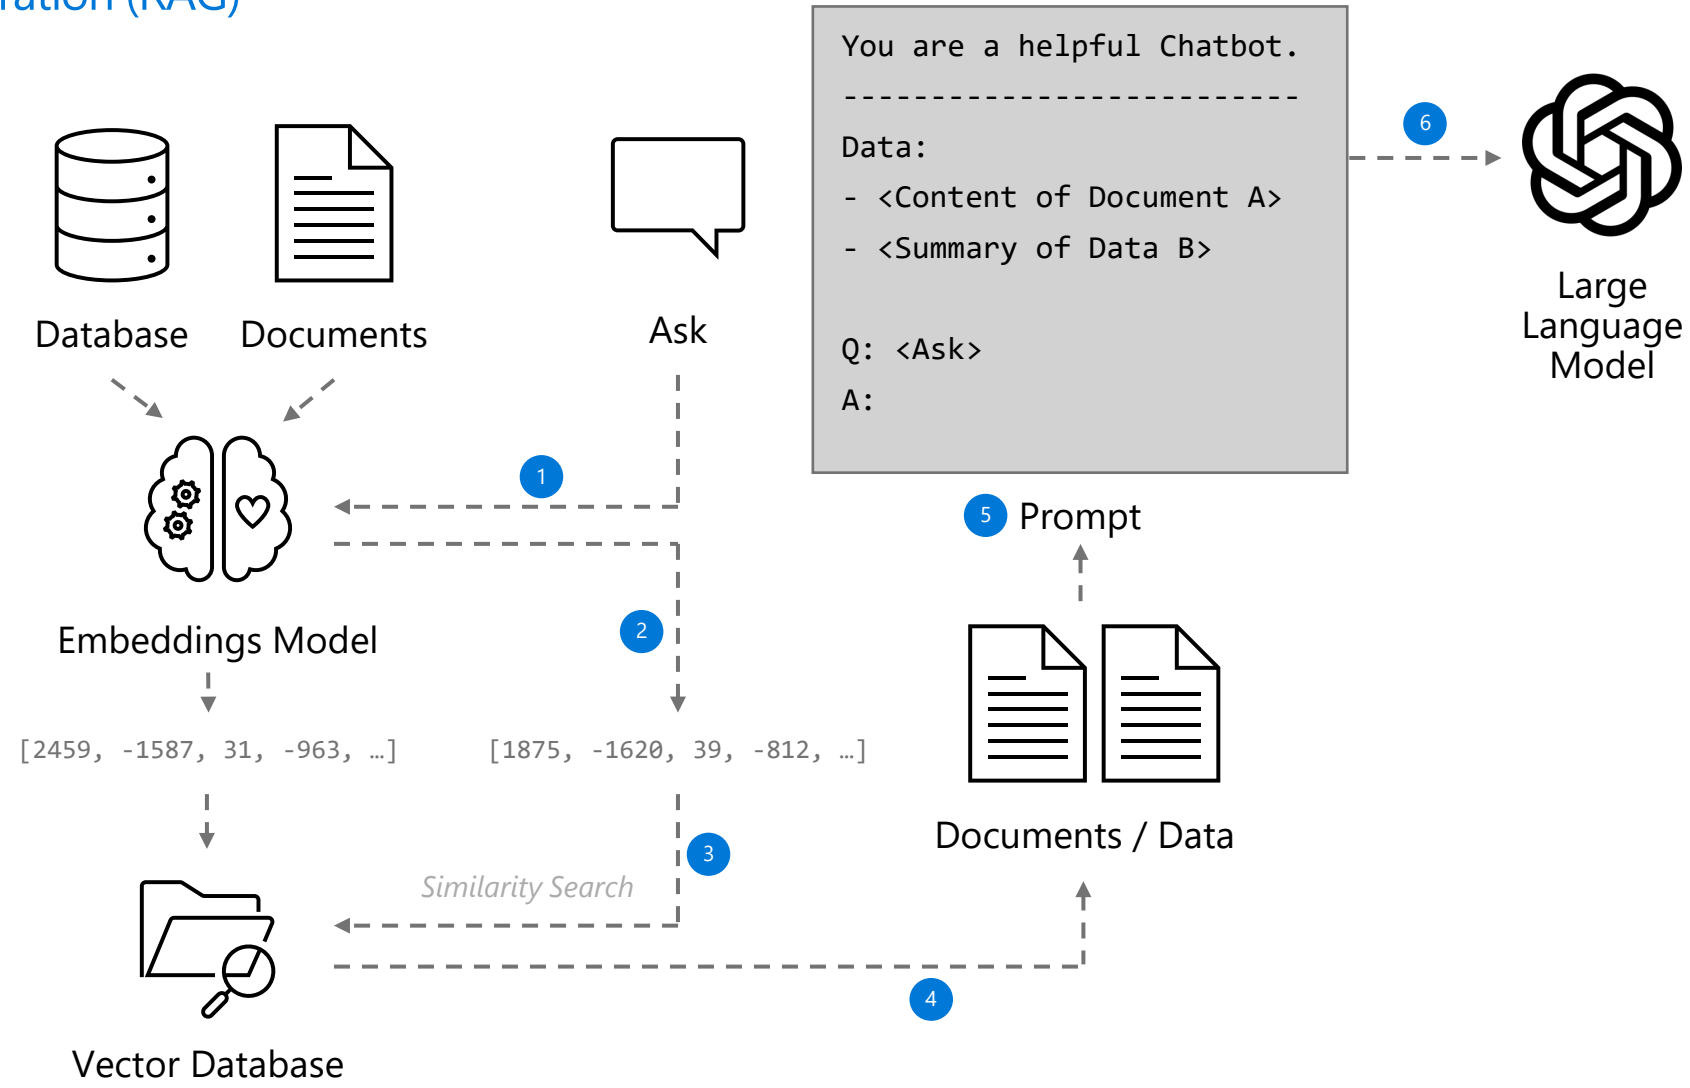 (RAG)
You are a helpful Chatbot.
--------------------------
Data:
- <Content of Document A>
- <Summary of Data B>
Q: <Ask>
A:
6
Large
Language
Model
Database
Documents
Ask
1
5 Prompt
Embeddings Model
2
[2459, -1587, 31, -963, …]
[1875, -1620, 39, -812, …]
3
Documents / Data
Similarity Search
4
Vector Database